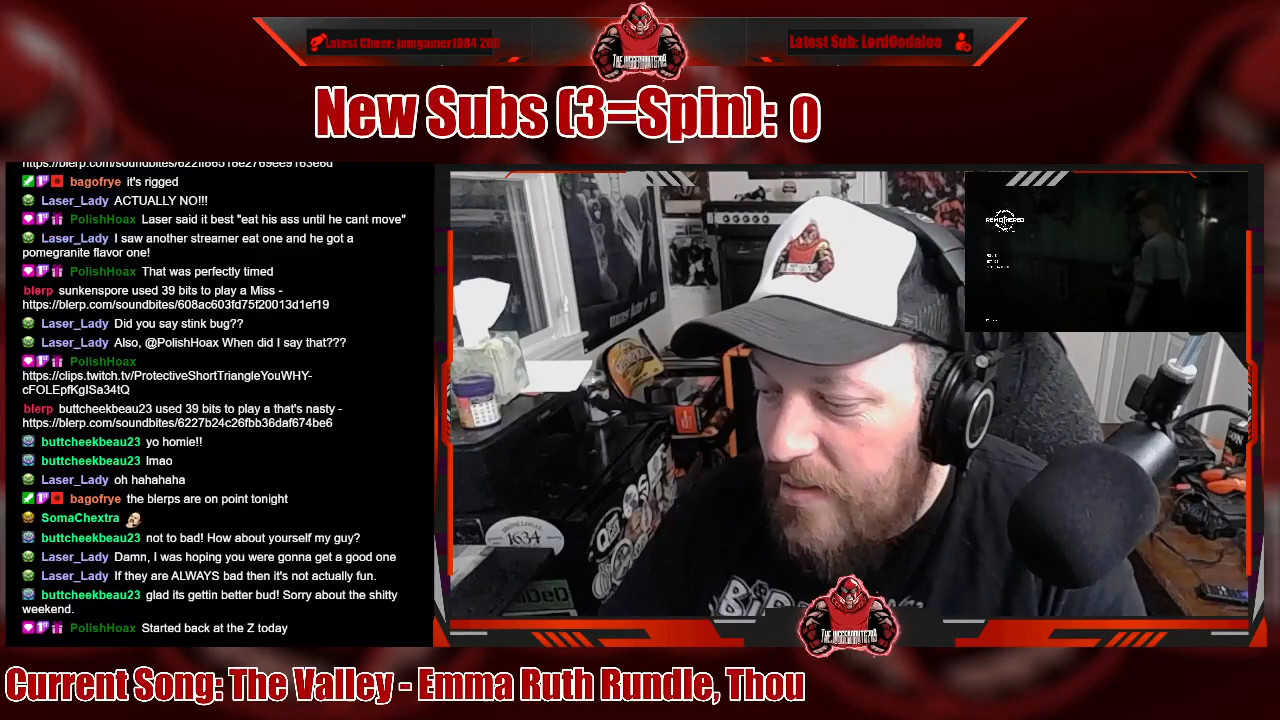 Latest Cheer: jamgamer1984 200
Latest Sub: LordOodaloo
THE JUGGERNAUTE70A
New Subs (3=Spin): 0
bagofrye it's rigged
Laser_Lady ACTUALLY NO!!!
PolishHoax Laser said it best "eat his ass until he cant move"
Laser_Lady I saw another streamer eat one and he got a
pomegranite flavor one!
PolishHoax That was perfectly timed
blerp sunkenspore used 39 bits to play a Miss -
https://blerp.com/soundbites/608ac603fd75f20013d1ef19
Laser_Lady Did you say stink bug??
Laser_Lady Also, @PolishHoax When did I say that???
PolishHoax
https://clips.twitch.tv/ProtectiveShortTriangleYouWHY-
cFOLEpfKgISa34tQ
blerp buttcheekbeau23 used 39 bits to play a that's nasty -
https://blerp.com/soundbites/6227b24c26fbb36daf674be6
buttcheekbeau23 yo homie!!
buttcheekbeau23 lmao
Laser_Lady oh hahahaha
bagofrye the blerps are on point tonight
SomaChextra
buttcheekbeau23 not to bad! How about yourself my guy?
Laser_Lady Damn, I was hoping you were gonna get a good one
Laser_Lady If they are ALWAYS bad then it's not actually fun.
buttcheekbeau23 glad its gettin better bud! Sorry about the shitty
weekend.
PolishHoax Started back at the Z today
1634
Current Song: The Valley - Emma Ruth Rundle, Thou